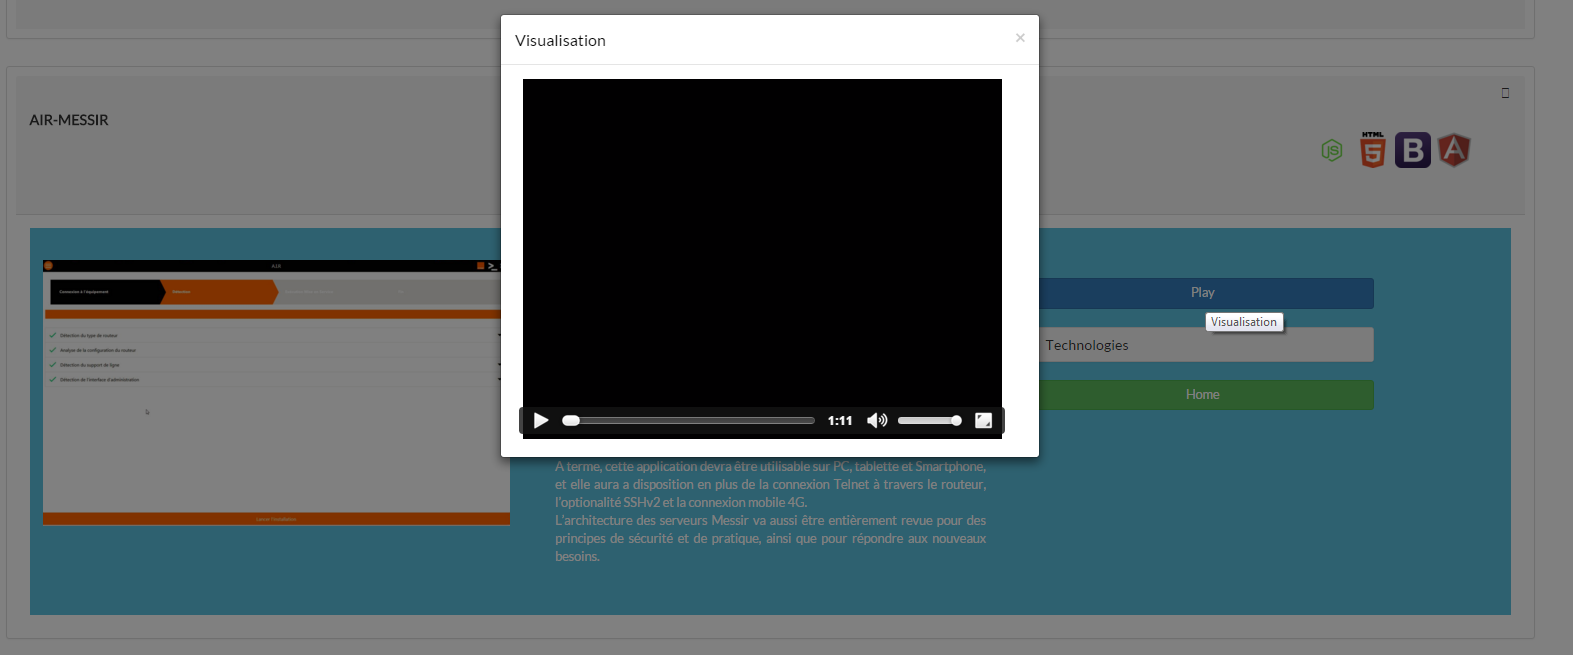 Visualisation
×
AIR-MESSIR
HTML
5
JS
B
A
AIR
Connexion à l'équipement
Détection
Détection du type de routeur
Analyse de la configuration du routeur
Détection du support de ligne
Détection de l'interface d'administration
Lancer l'installation
1:11
Play
Visualisation
Technologies
Home
A terme, cette application devra être utilisable sur PC, tablette et Smartphone,
et elle aura a disposition en plus de la connexion Telnet à travers le routeur,
l'optionalité SSHv2 et la connexion mobile 4G.
L'architecture des serveurs Messir va aussi être entièrement revue pour des
principes de sécurité et de pratique, ainsi que pour répondre aux nouveaux
besoins.